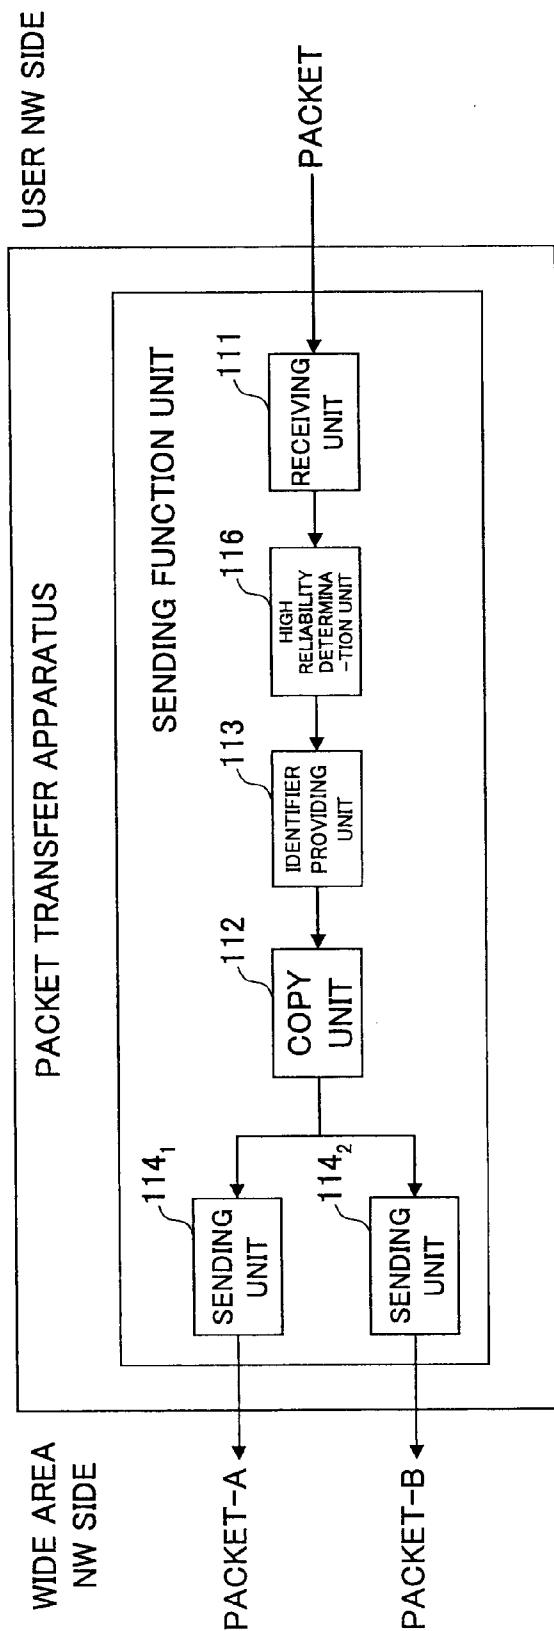 WIDE AREA
NW SIDE
PACKET TRANSFER APPARATUS
USER NW SIDE
SENDING FUNCTION UNIT
114₁
SENDING
UNIT
114₂
SENDING
UNIT
112
COPY
UNIT
113
IDENTIFIER
PROVIDING
UNIT
116
HIGH
RELIABILITY
DETERMINA
-TION UNIT
111
RECEIVING
UNIT
PACKET
PACKET-A
PACKET-B